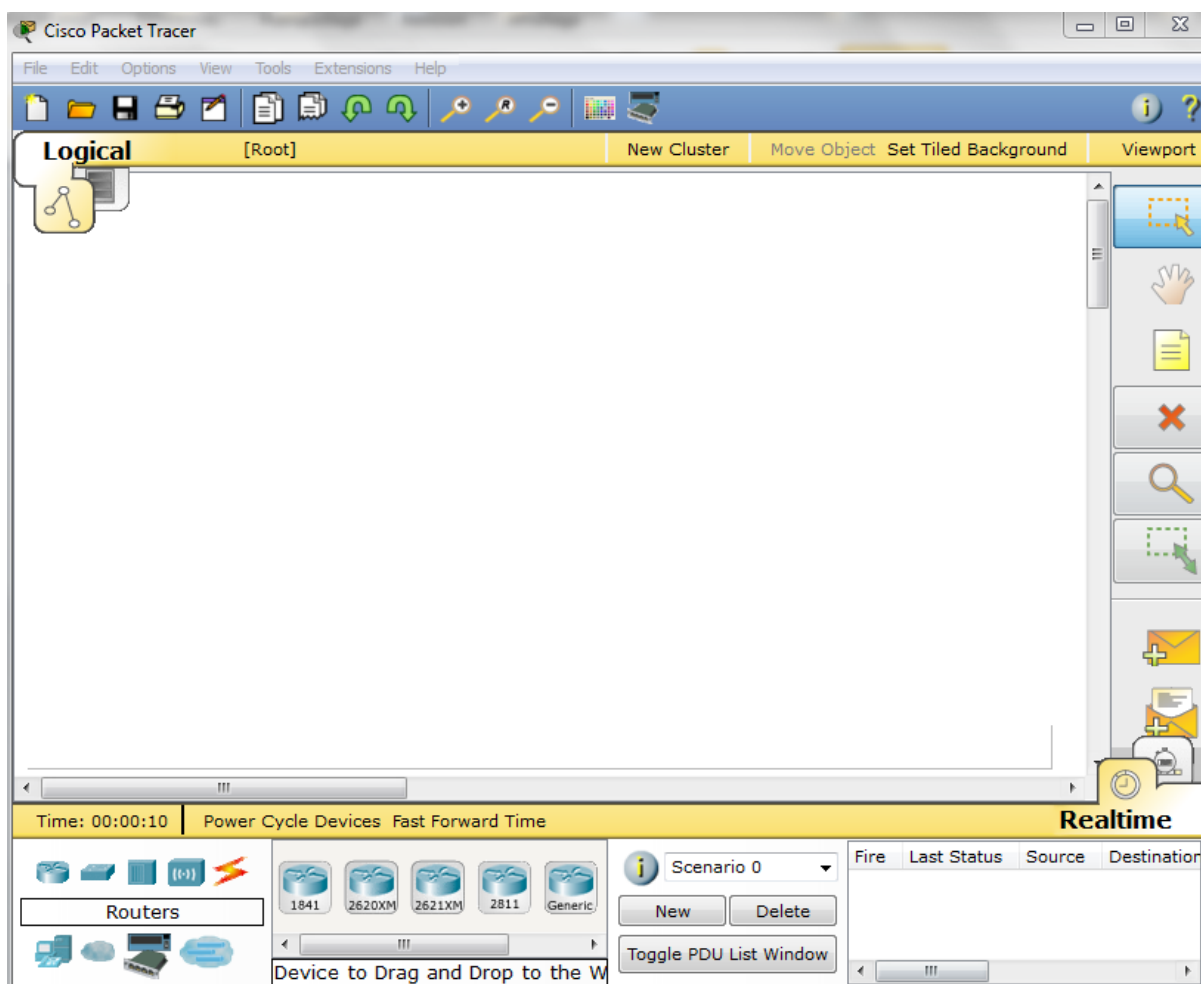 Cisco Packet Tracer
File Edit Options View Tools Extensions Help
Logical [Root] New Cluster Move Object Set Tiled Background Viewport
Time: 00:00:10 Power Cycle Devices Fast Forward Time Realtime
Routers
1841 2620XM 2621XM 2811 Generic
Device to Drag and Drop to the W
Scenario 0
New Delete
Toggle PDU List Window
Fire Last Status Source Destination